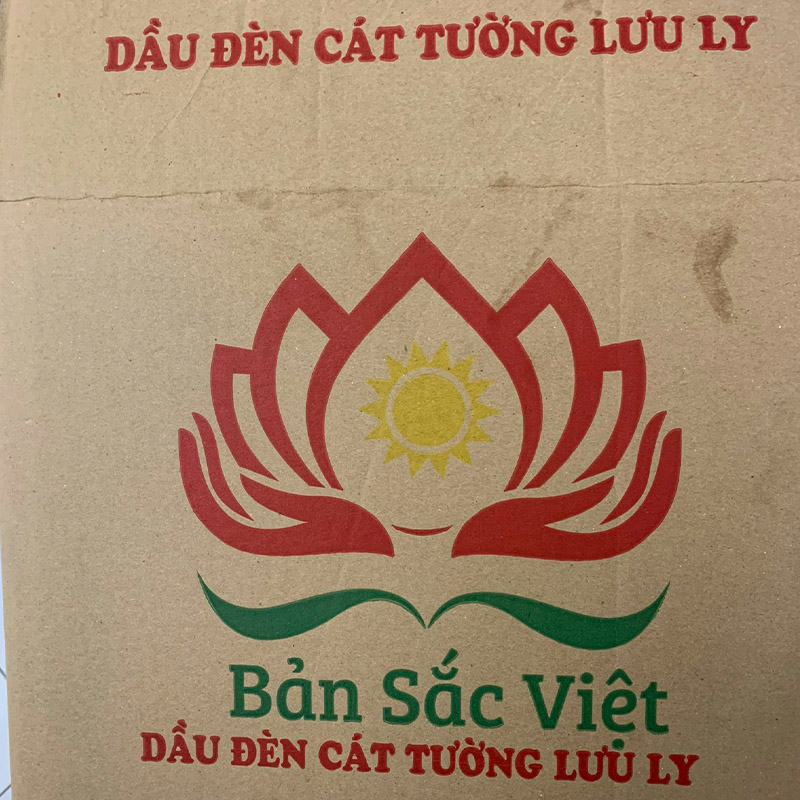 DẦU ĐÈN CÁT TƯỜNG LƯU LY
Bản Sắc Việt
DẦU ĐÈN CÁT TƯỜNG LƯU LY